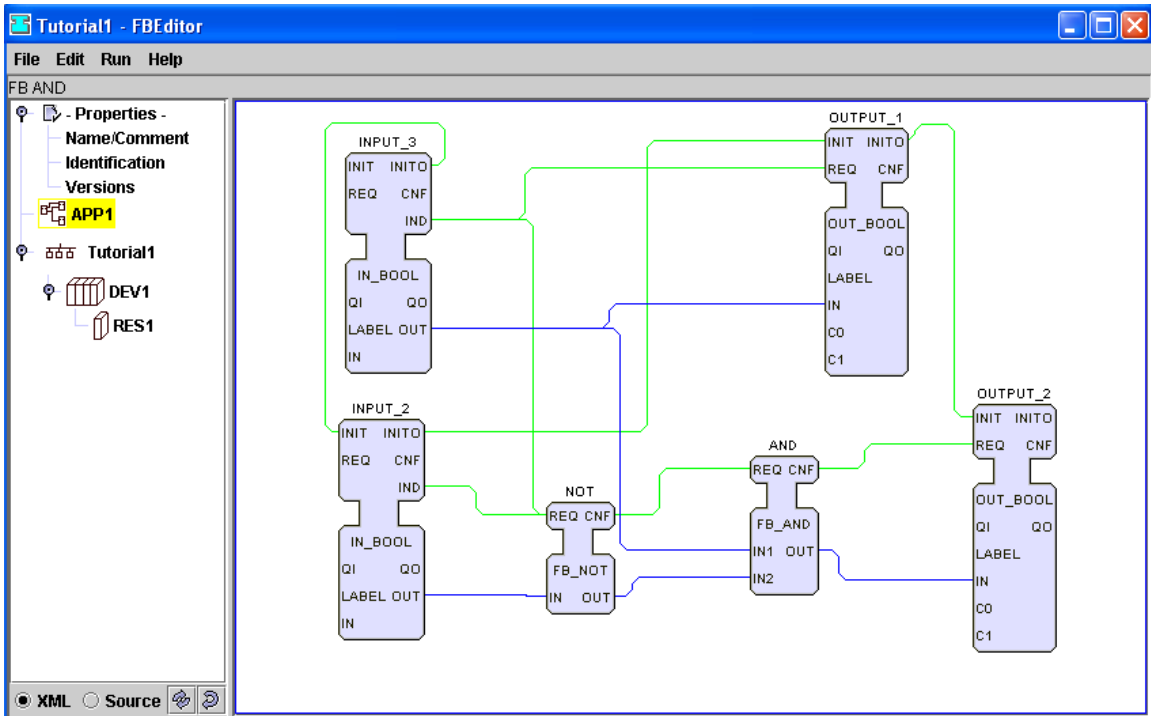 Tutorial1 - FBEditor
File Edit Run Help
FB AND
- Properties -
Name/Comment
Identification
Versions
APP1
Tutorial1
DEV1
RES1
XML Source
INPUT_3
INIT INITO
REQ CNF
IND
IN_BOOL
QI QO
LABEL OUT
IN
OUTPUT_1
INIT INITO
REQ CNF
OUT_BOOL
QI QO
LABEL
IN
C0
C1
INPUT_2
INIT INITO
REQ CNF
IND
IN_BOOL
QI QO
LABEL OUT
IN
NOT
REQ CNF
FB_NOT
IN OUT
AND
REQ CNF
FB_AND
IN1 OUT
IN2
OUTPUT_2
INIT INITO
REQ CNF
OUT_BOOL
QI QO
LABEL
IN
C0
C1